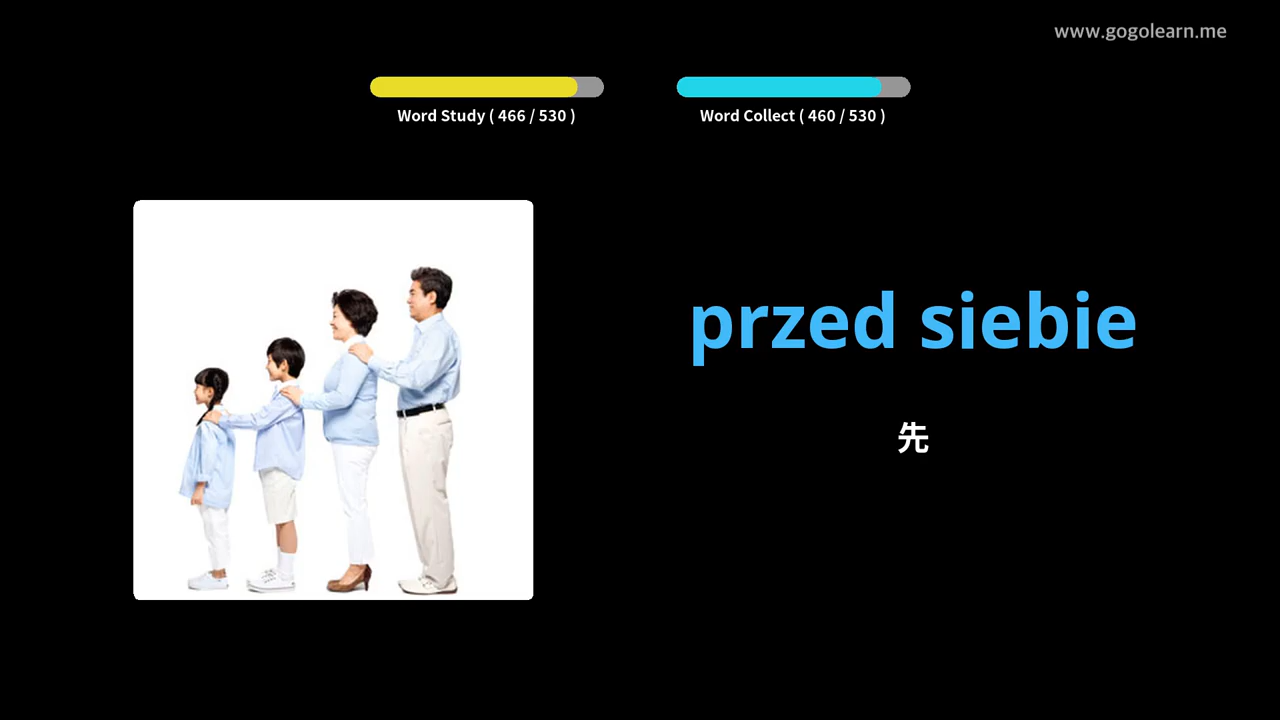 www.gogolearn.me
Word Study ( 466 / 530 )
Word Collect ( 460 / 530 )
przed siebie
先